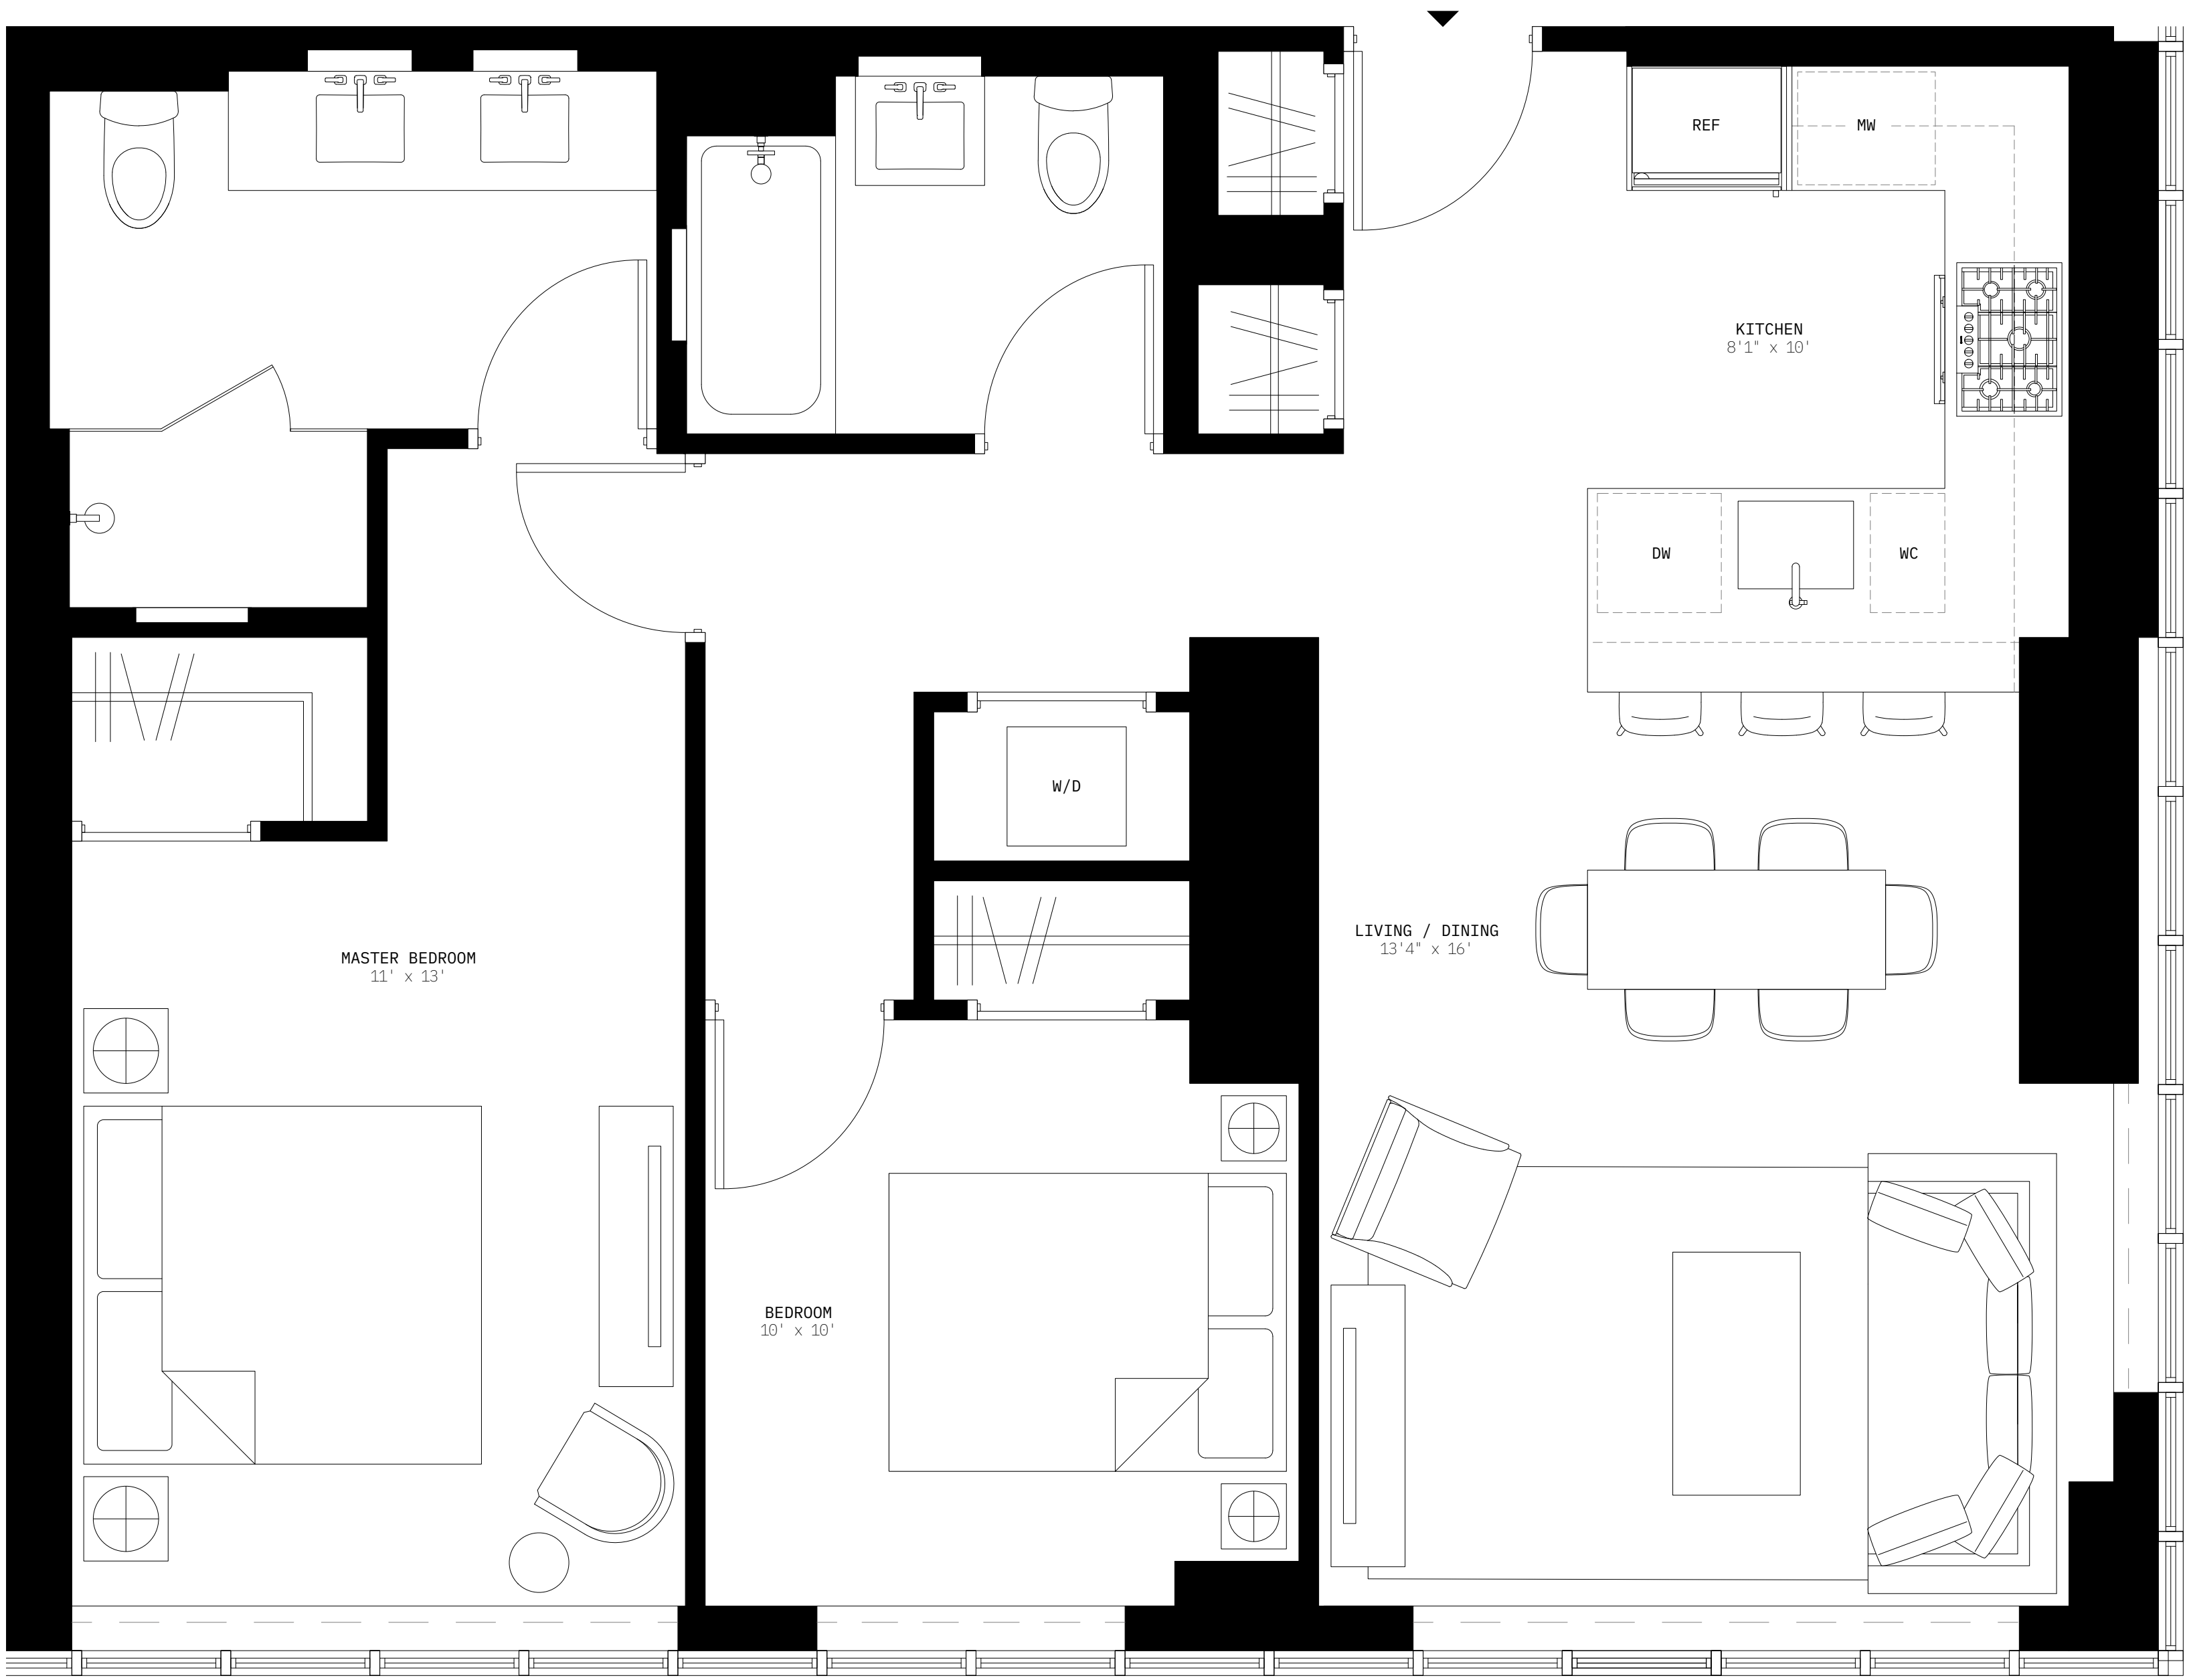 REF
MW
KITCHEN
8'1" x 10'
DW
WC
W/D
LIVING / DINING
13'4" x 16'
MASTER BEDROOM
11' x 13'
BEDROOM
10' x 10'